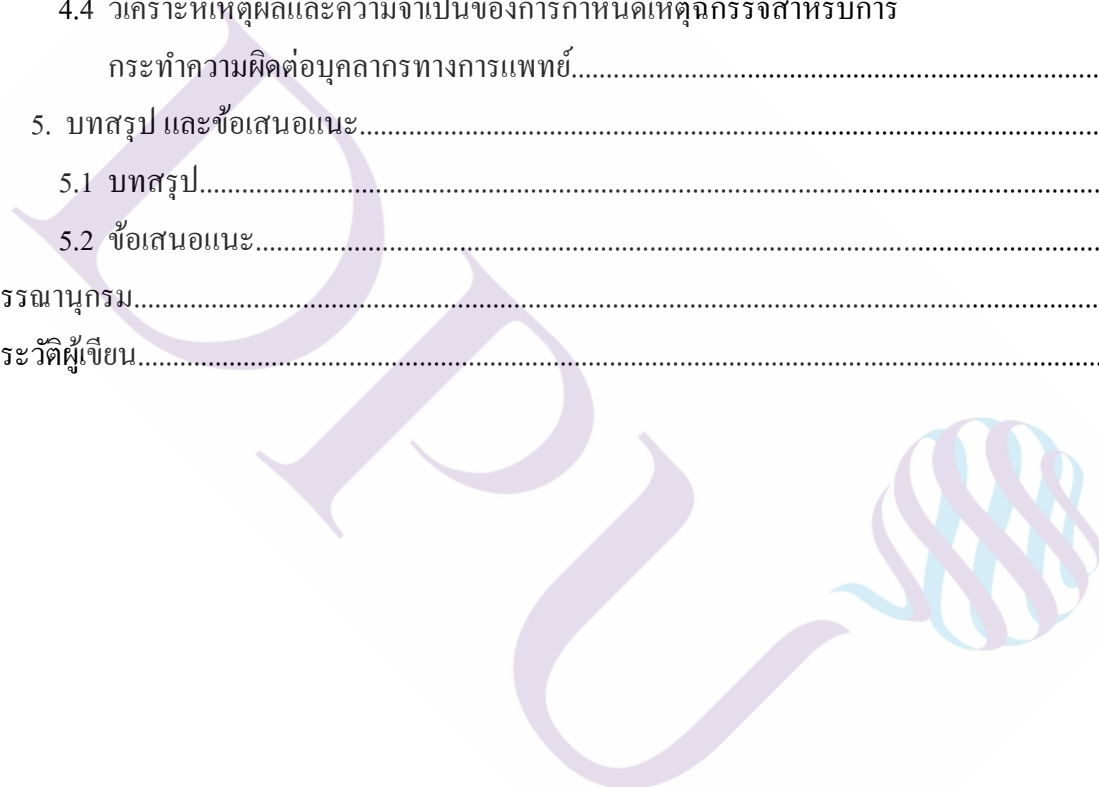 4.4 วิเคราะห์เหตุผลและความจำเป็นของการกำหนดเหตุฉกรรจ์สำหรับการ
กระทำความผิดต่อบุคลากรทางการแพทย์
5. บทสรุป และข้อเสนอแนะ
5.1 บทสรุป
5.2 ข้อเสนอแนะ
รรณานุกรม
ระวัติผู้เขียน
DPU